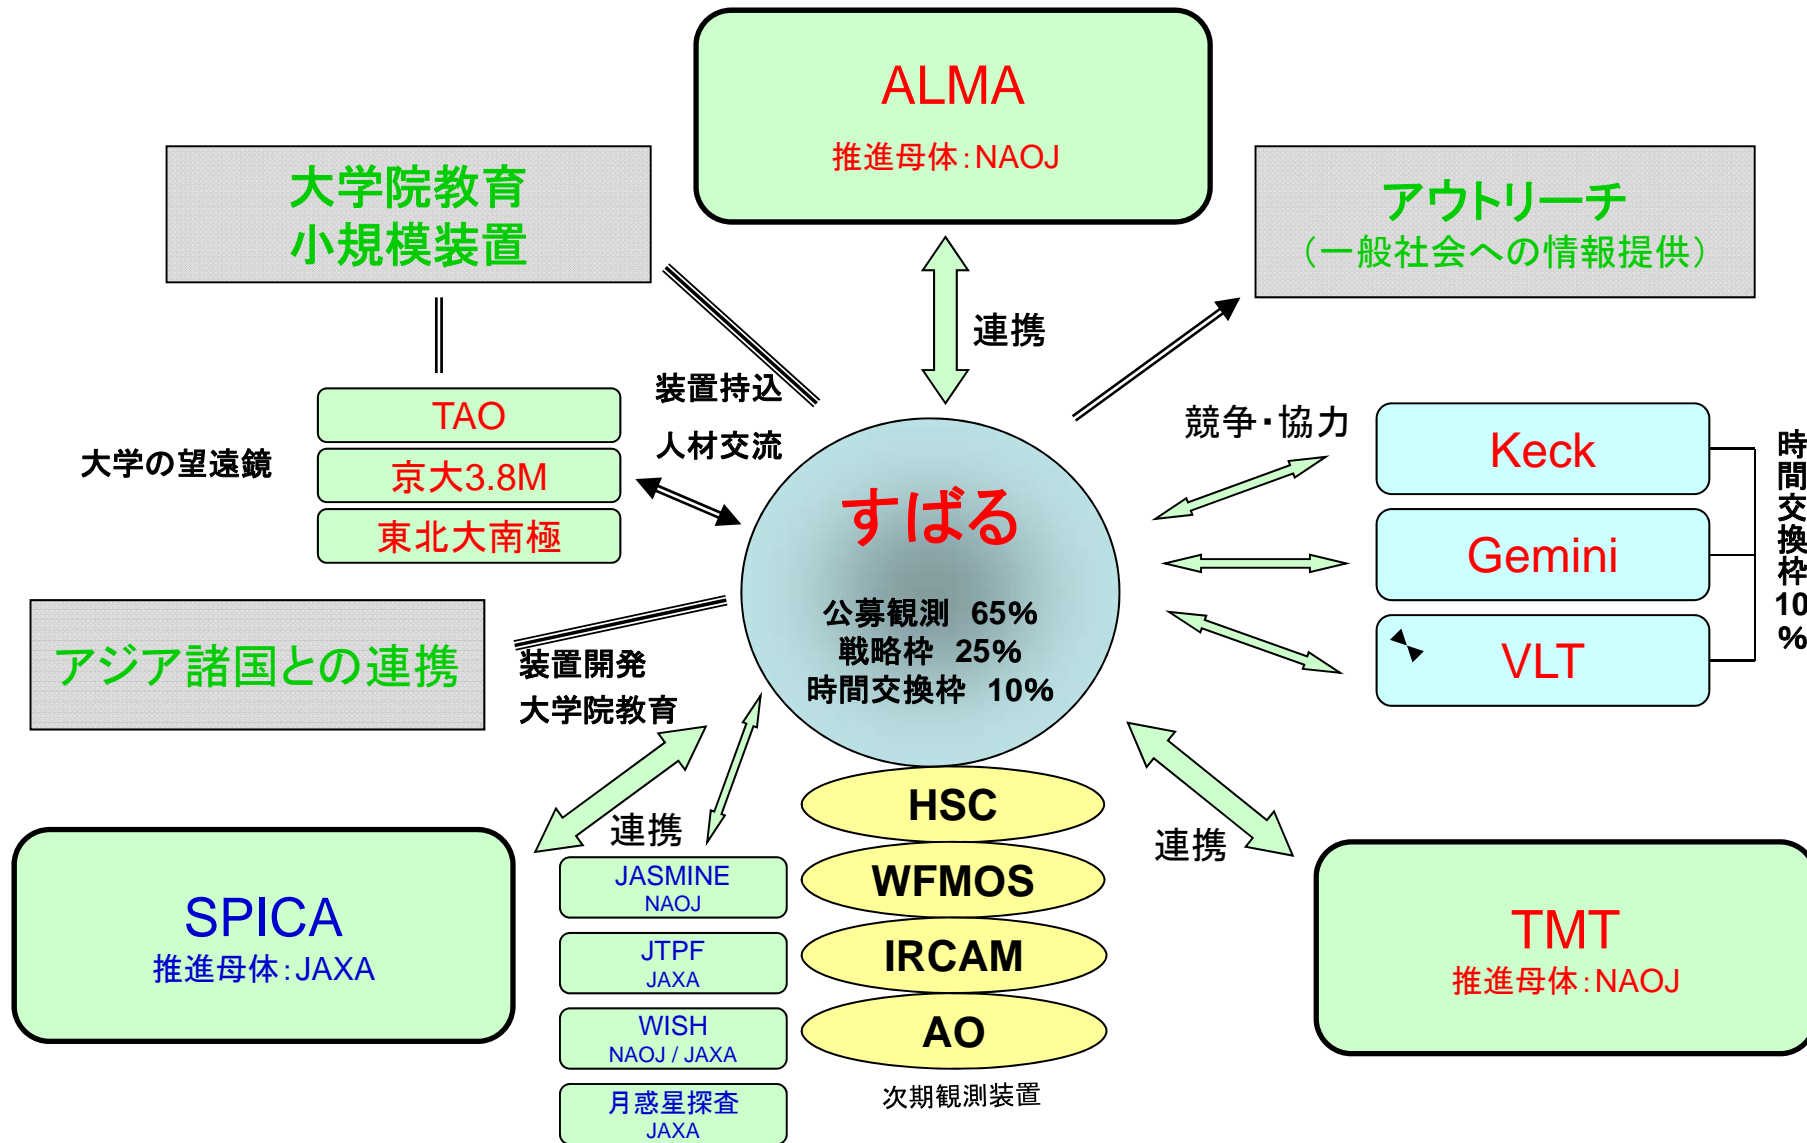 ALMA
推進母体：NAOJ
大学院教育
小規模装置
アウトリーチ
（一般社会への情報提供）
連携
装置持込
人材交流
TAO
京大3.8M
東北大南極
大学の望遠鏡
競争・協力
Keck
Gemini
VLT
時間交換枠10%
すばる
公募観測 65%
戦略枠 25%
時間交換枠 10%
アジア諸国との連携
装置開発
大学院教育
連携
連携
SPICA
推進母体：JAXA
JASMINE
NAOJ
JTPF
JAXA
WISH
NAOJ / JAXA
月惑星探査
JAXA
HSC
WFMOS
IRCAM
AO
次期観測装置
TMT
推進母体：NAOJ